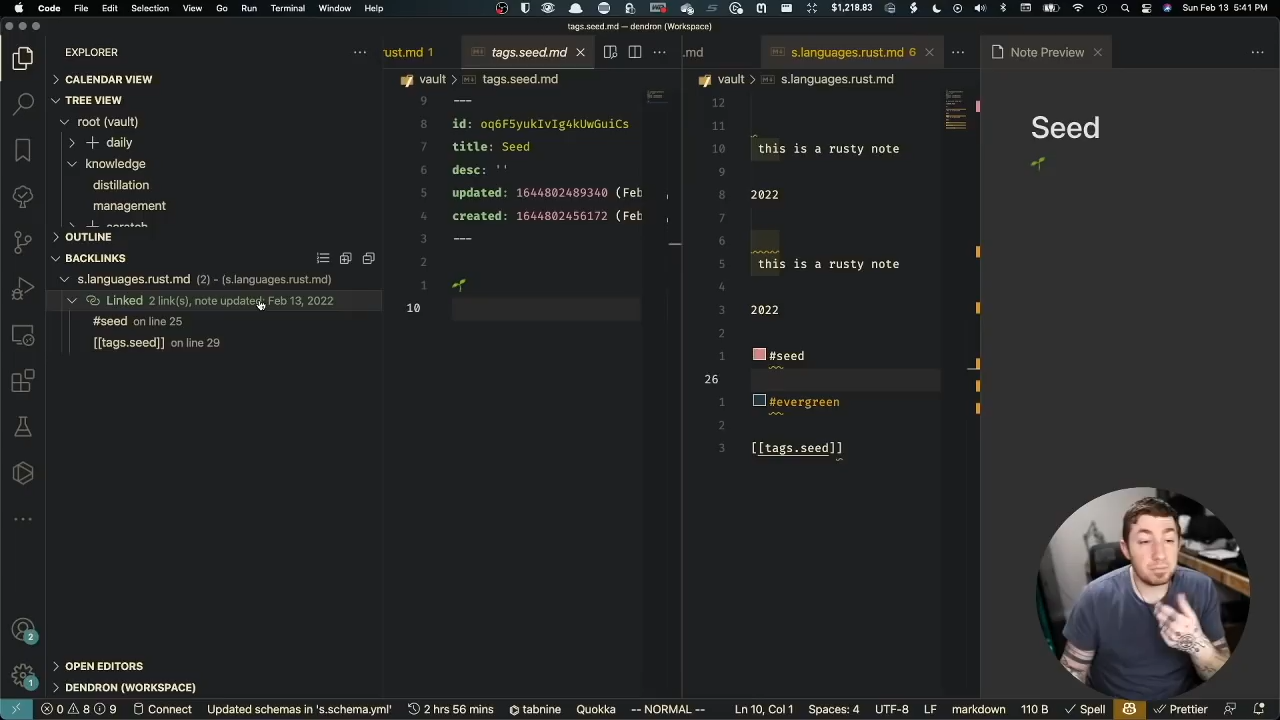 Code File Edit Selection View Go Run Terminal Window Help $1,218.83 Sun Feb 13 5:41 PM
tags.seed.md — dendron (Workspace)
EXPLORER
CALENDAR VIEW
TREE VIEW
root (vault)
daily
knowledge
distillation
management
scratch
OUTLINE
BACKLINKS
s.languages.rust.md (2) - (s.languages.rust.md)
Linked 2 link(s), note updated: Feb 13, 2022
#seed on line 25
[[tags.seed]] on line 29
OPEN EDITORS
DENDRON (WORKSPACE)
rust.md 1 tags.seed.md
vault > tags.seed.md
9 ---
8 id: oq6F5yukIvIg4kUwGuiCs
7 title: Seed
6 desc: ''
5 updated: 1644802489340 (Feb
4 created: 1644802456172 (Feb
3 ---
2
1
10
.md s.languages.rust.md 6
vault > s.languages.rust.md
12
11
10 this is a rusty note
9
8 2022
7
6
5 this is a rusty note
4
3 2022
2
1 #seed
26
1 #evergreen
2
3 [[tags.seed]]
Note Preview
Seed
2
1
0 8 9 Connect Updated schemas in 's.schema.yml' 2 hrs 56 mins tabnine Quokka -- NORMAL -- Ln 10, Col 1 Spaces: 4 UTF-8 LF markdown 110 B Spell Prettier